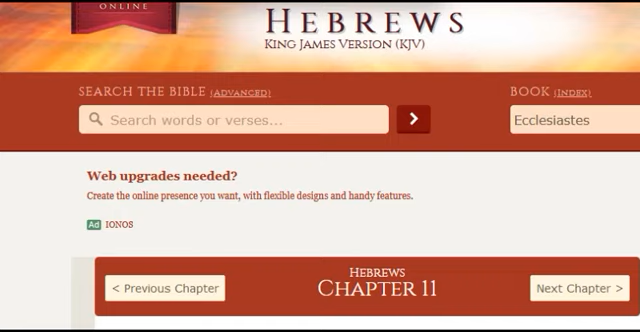 ONLINE
HEBREWS
KING JAMES VERSION (KJV)
SEARCH THE BIBLE (ADVANCED)
BOOK (INDEX)
Search words or verses...
>
Ecclesiastes
Web upgrades needed?
Create the online presence you want, with flexible designs and handy features.
Ad IONOS
HEBREWS
< Previous Chapter
CHAPTER 11
Next Chapter >